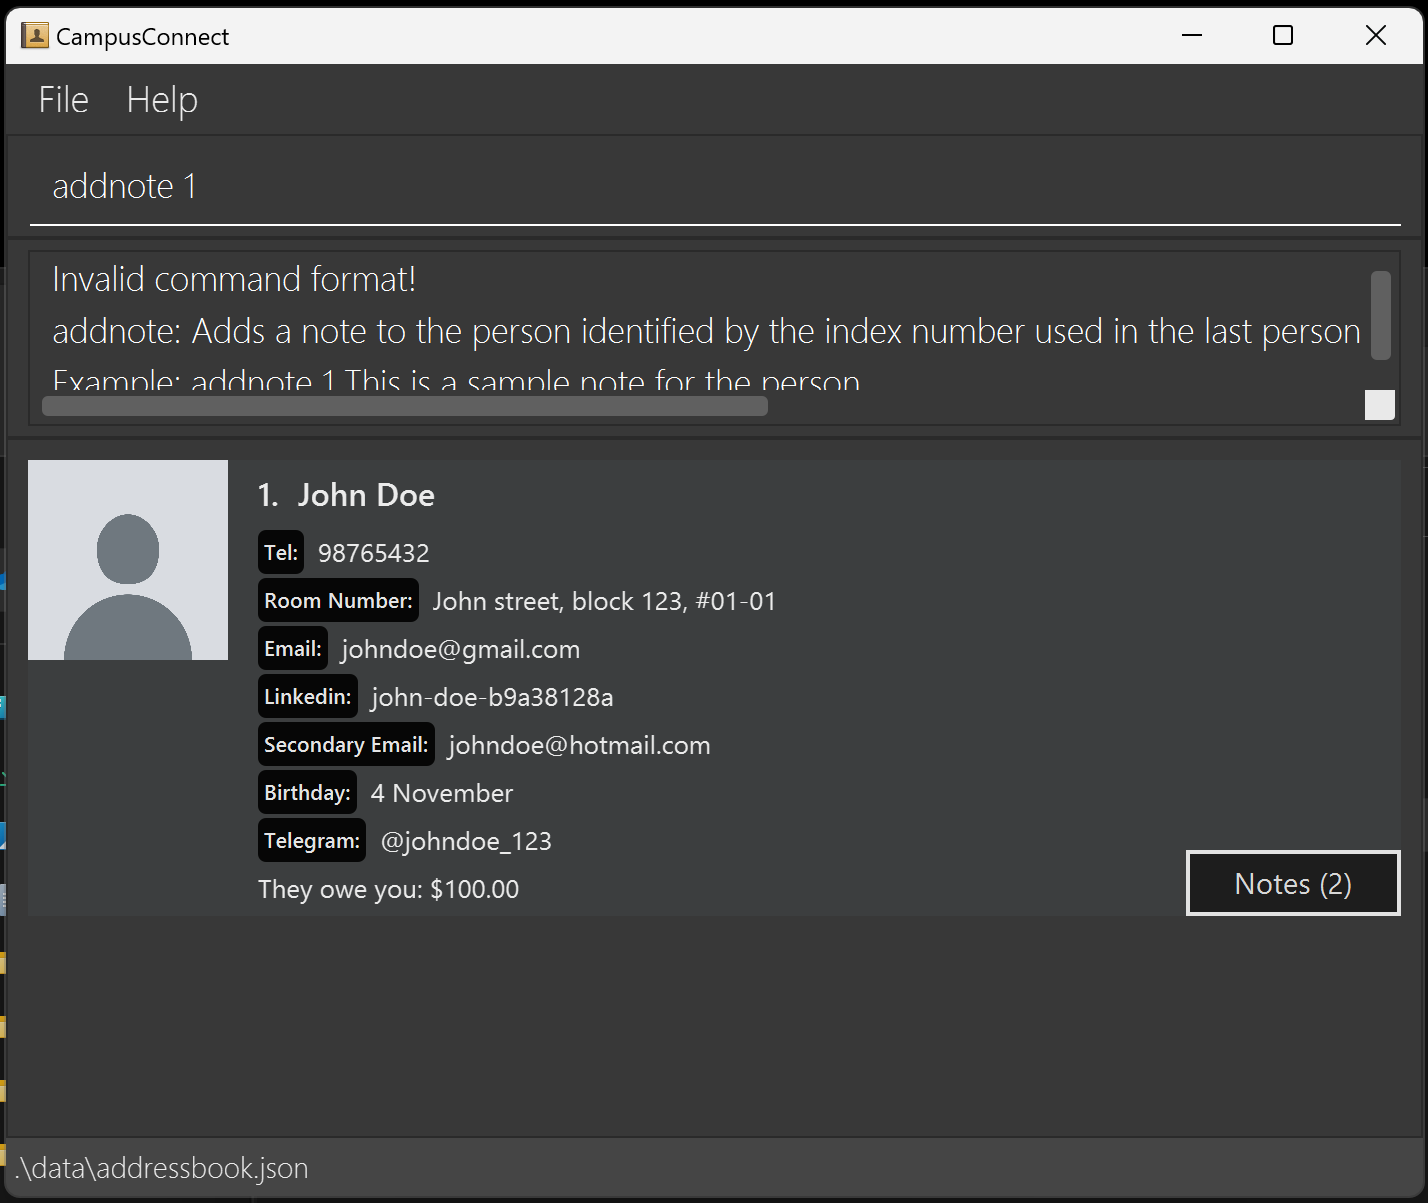 CampusConnect
File Help
addnote 1
Invalid command format!
addnote: Adds a note to the person identified by the index number used in the last person
Example: addnote 1 This is a sample note for the person
1. John Doe
Tel: 98765432
Room Number: John street, block 123, #01-01
Email: johndoe@gmail.com
Linkedin: john-doe-b9a38128a
Secondary Email: johndoe@hotmail.com
Birthday: 4 November
Telegram: @johndoe_123
They owe you: $100.00
Notes (2)
.\data\addressbook.json